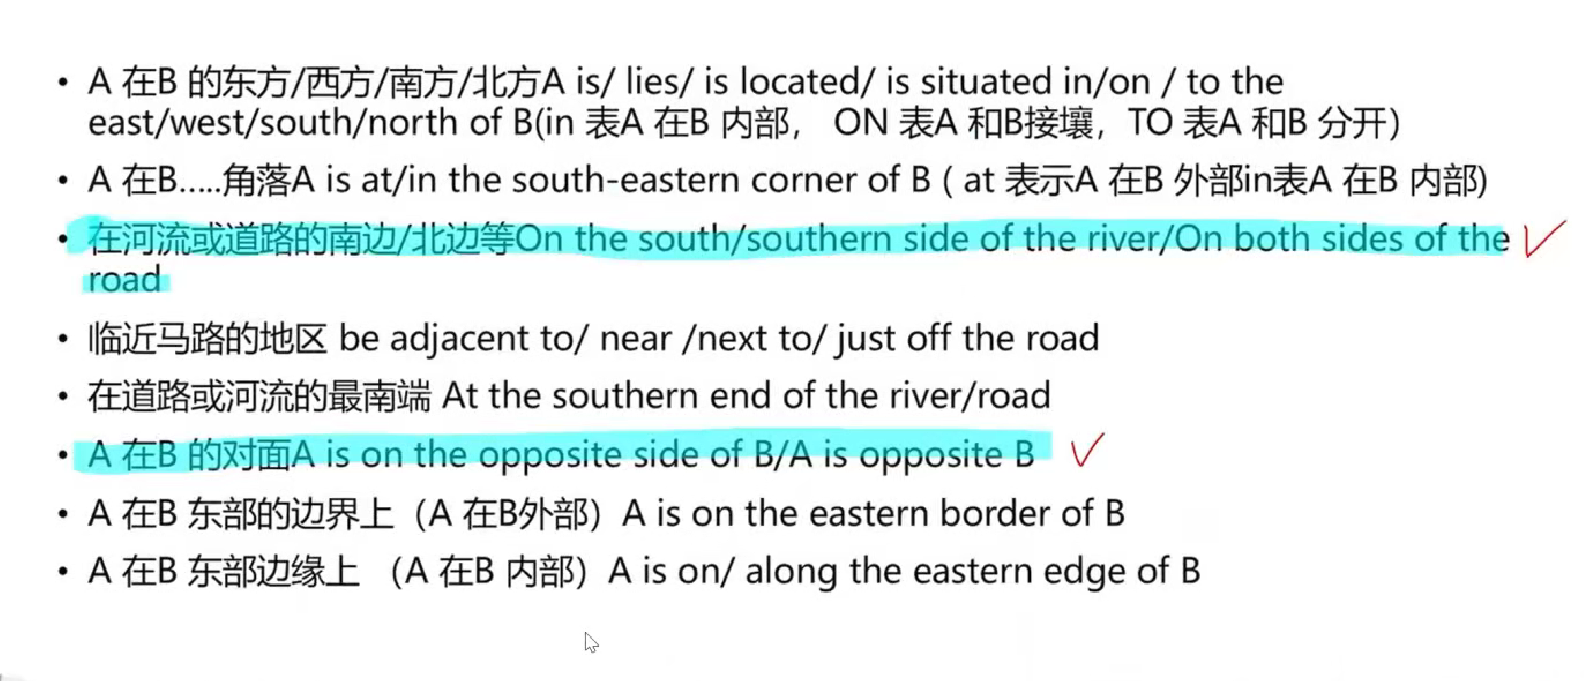 • A 在B 的东方/西方/南方/北方A is/ lies/ is located/ is situated in/on / to the
east/west/south/north of B(in 表A 在B 内部， ON 表A 和B接壤，TO 表A 和B 分开)
• A 在B.....角落A is at/in the south-eastern corner of B ( at 表示A 在B 外部in表A 在B 内部)
• 在河流或道路的南边/北边等On the south/southern side of the river/On both sides of the
road
• 临近马路的地区 be adjacent to/ near /next to/ just off the road
• 在道路或河流的最南端 At the southern end of the river/road
• A 在B 的对面A is on the opposite side of B/A is opposite B
• A 在B 东部的边界上（A 在B外部）A is on the eastern border of B
• A 在B 东部边缘上 （A 在B 内部）A is on/ along the eastern edge of B